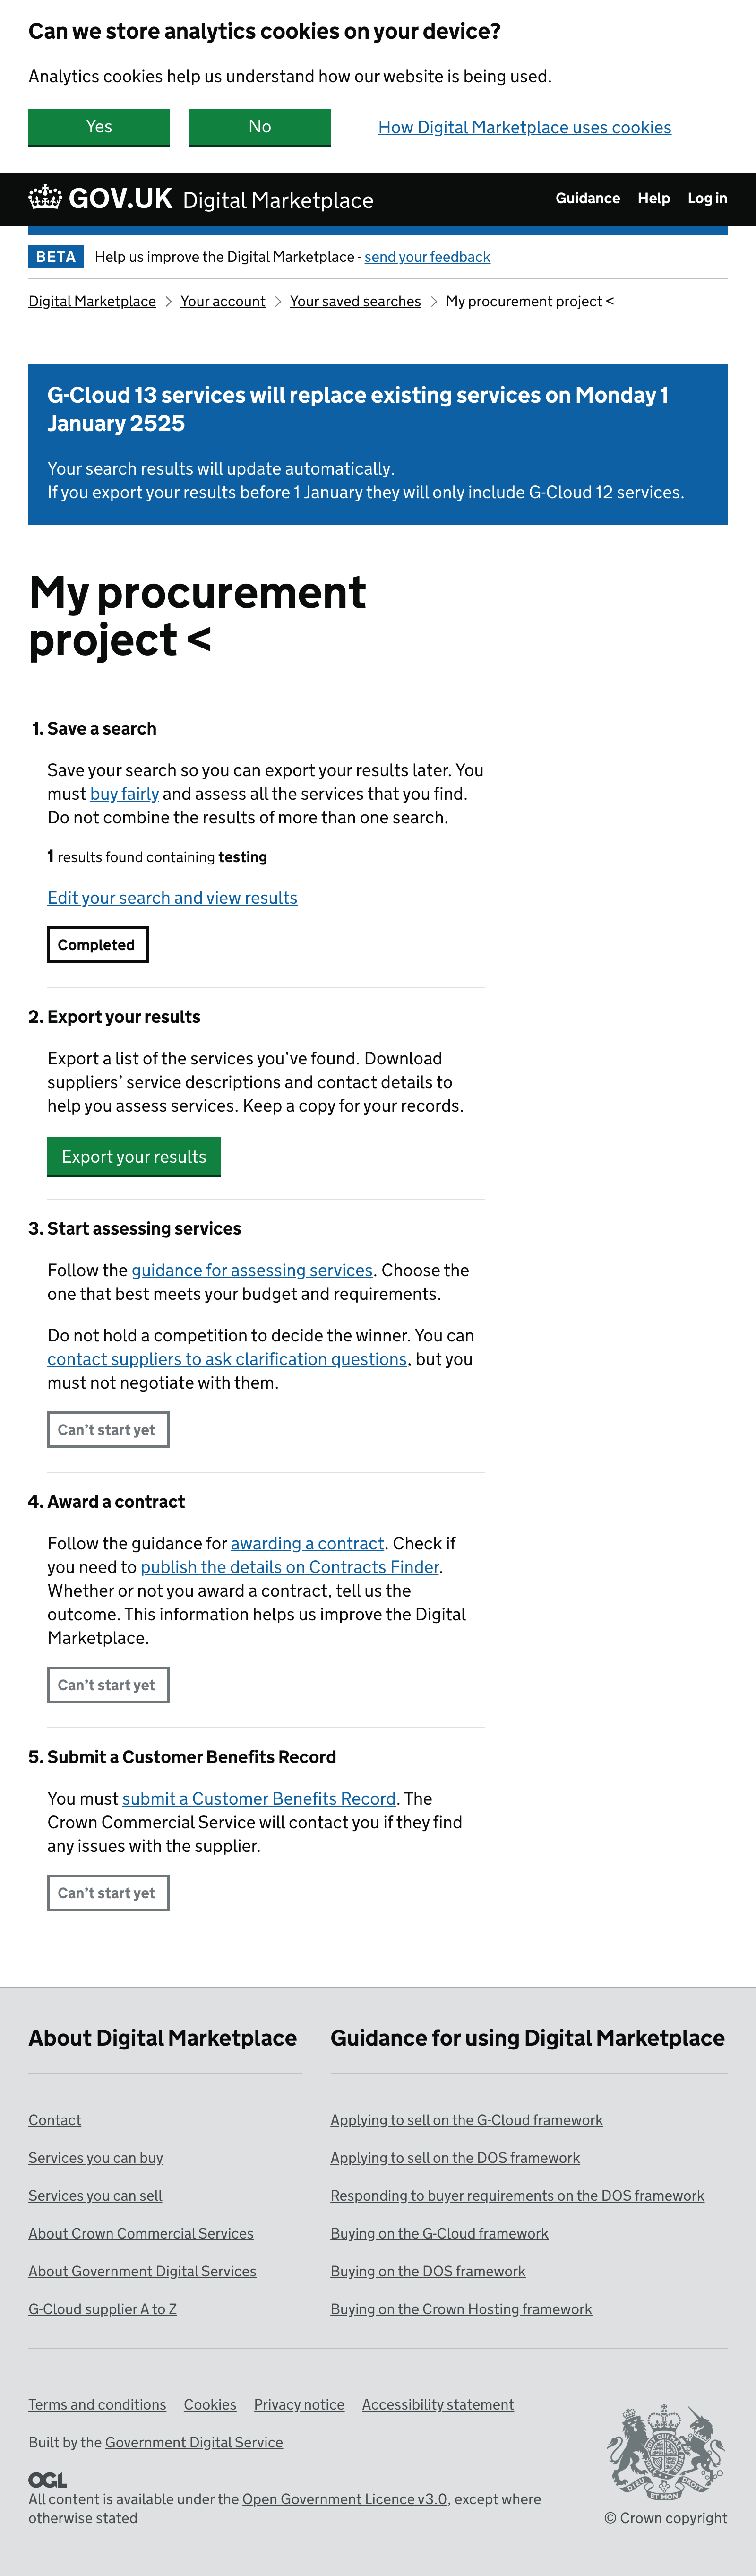 Can we store analytics cookies on your device?
Analytics cookies help us understand how our website is being used.
Yes
No
How Digital Marketplace uses cookies
GOV.UK Digital Marketplace
Guidance
Help
Log in
BETA
Help us improve the Digital Marketplace - send your feedback
Digital Marketplace
Your account
Your saved searches
My procurement project <
G-Cloud 13 services will replace existing services on Monday 1
January 2525
Your search results will update automatically.
If you export your results before 1 January they will only include G-Cloud 12 services.
My procurement
project <
1. Save a search
Save your search so you can export your results later. You
must buy fairly and assess all the services that you find.
Do not combine the results of more than one search.
1 results found containing testing
Edit your search and view results
Completed
2. Export your results
Export a list of the services you’ve found. Download
suppliers’ service descriptions and contact details to
help you assess services. Keep a copy for your records.
Export your results
3. Start assessing services
Follow the guidance for assessing services. Choose the
one that best meets your budget and requirements.
Do not hold a competition to decide the winner. You can
contact suppliers to ask clarification questions, but you
must not negotiate with them.
Can’t start yet
4. Award a contract
Follow the guidance for awarding a contract. Check if
you need to publish the details on Contracts Finder.
Whether or not you award a contract, tell us the
outcome. This information helps us improve the Digital
Marketplace.
Can’t start yet
5. Submit a Customer Benefits Record
You must submit a Customer Benefits Record. The
Crown Commercial Service will contact you if they find
any issues with the supplier.
Can’t start yet
About Digital Marketplace
Contact
Services you can buy
Services you can sell
About Crown Commercial Services
About Government Digital Services
G-Cloud supplier A to Z
Guidance for using Digital Marketplace
Applying to sell on the G-Cloud framework
Applying to sell on the DOS framework
Responding to buyer requirements on the DOS framework
Buying on the G-Cloud framework
Buying on the DOS framework
Buying on the Crown Hosting framework
Terms and conditions
Cookies
Privacy notice
Accessibility statement
Built by the Government Digital Service
OGL
All content is available under the Open Government Licence v3.0, except where
otherwise stated
© Crown copyright